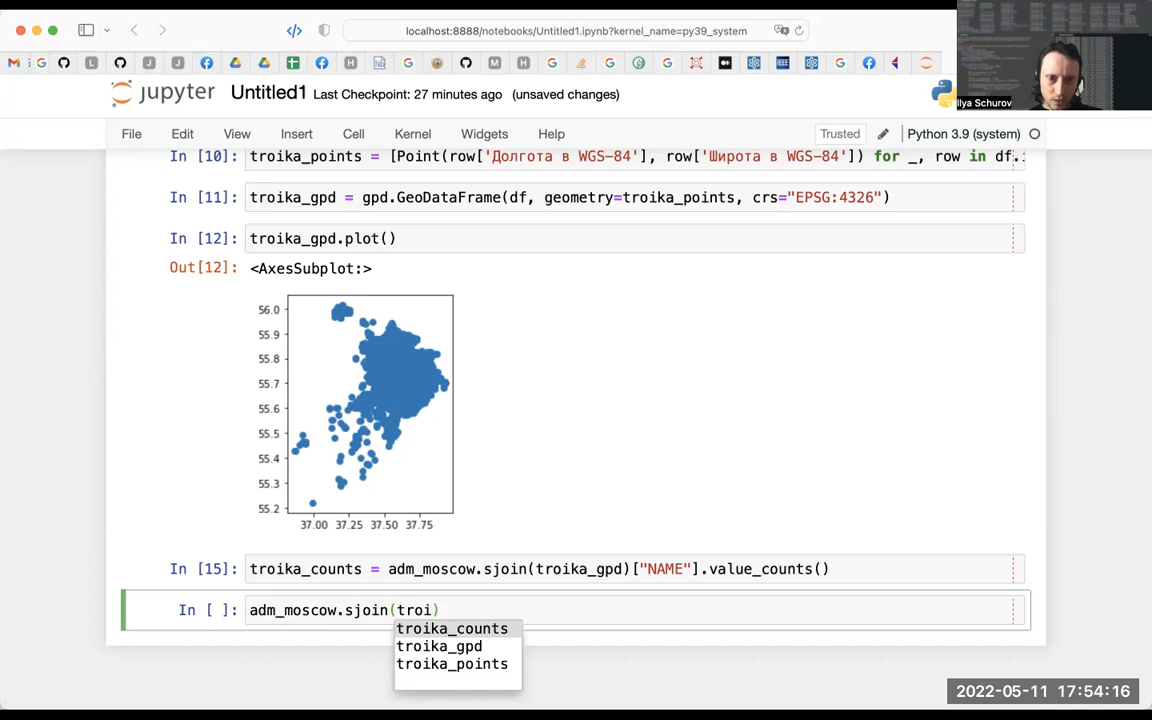 localhost:8888/notebooks/Untitled1.ipynb?kernel_name=py39_system
jupyter Untitled1 Last Checkpoint: 27 minutes ago (unsaved changes)
Ilya Schurov
File Edit View Insert Cell Kernel Widgets Help Trusted Python 3.9 (system)
In [10]: troika_points = [Point(row['Долгота в WGS-84'], row['Широта в WGS-84']) for _, row in df.i
In [11]: troika_gpd = gpd.GeoDataFrame(df, geometry=troika_points, crs="EPSG:4326")
In [12]: troika_gpd.plot()
Out[12]: <AxesSubplot:>
56.0
55.9
55.8
55.7
55.6
55.5
55.4
55.3
55.2
37.00 37.25 37.50 37.75
In [15]: troika_counts = adm_moscow.sjoin(troika_gpd)["NAME"].value_counts()
In [ ]: adm_moscow.sjoin(troi)
troika_counts
troika_gpd
troika_points
2022-05-11 17:54:16